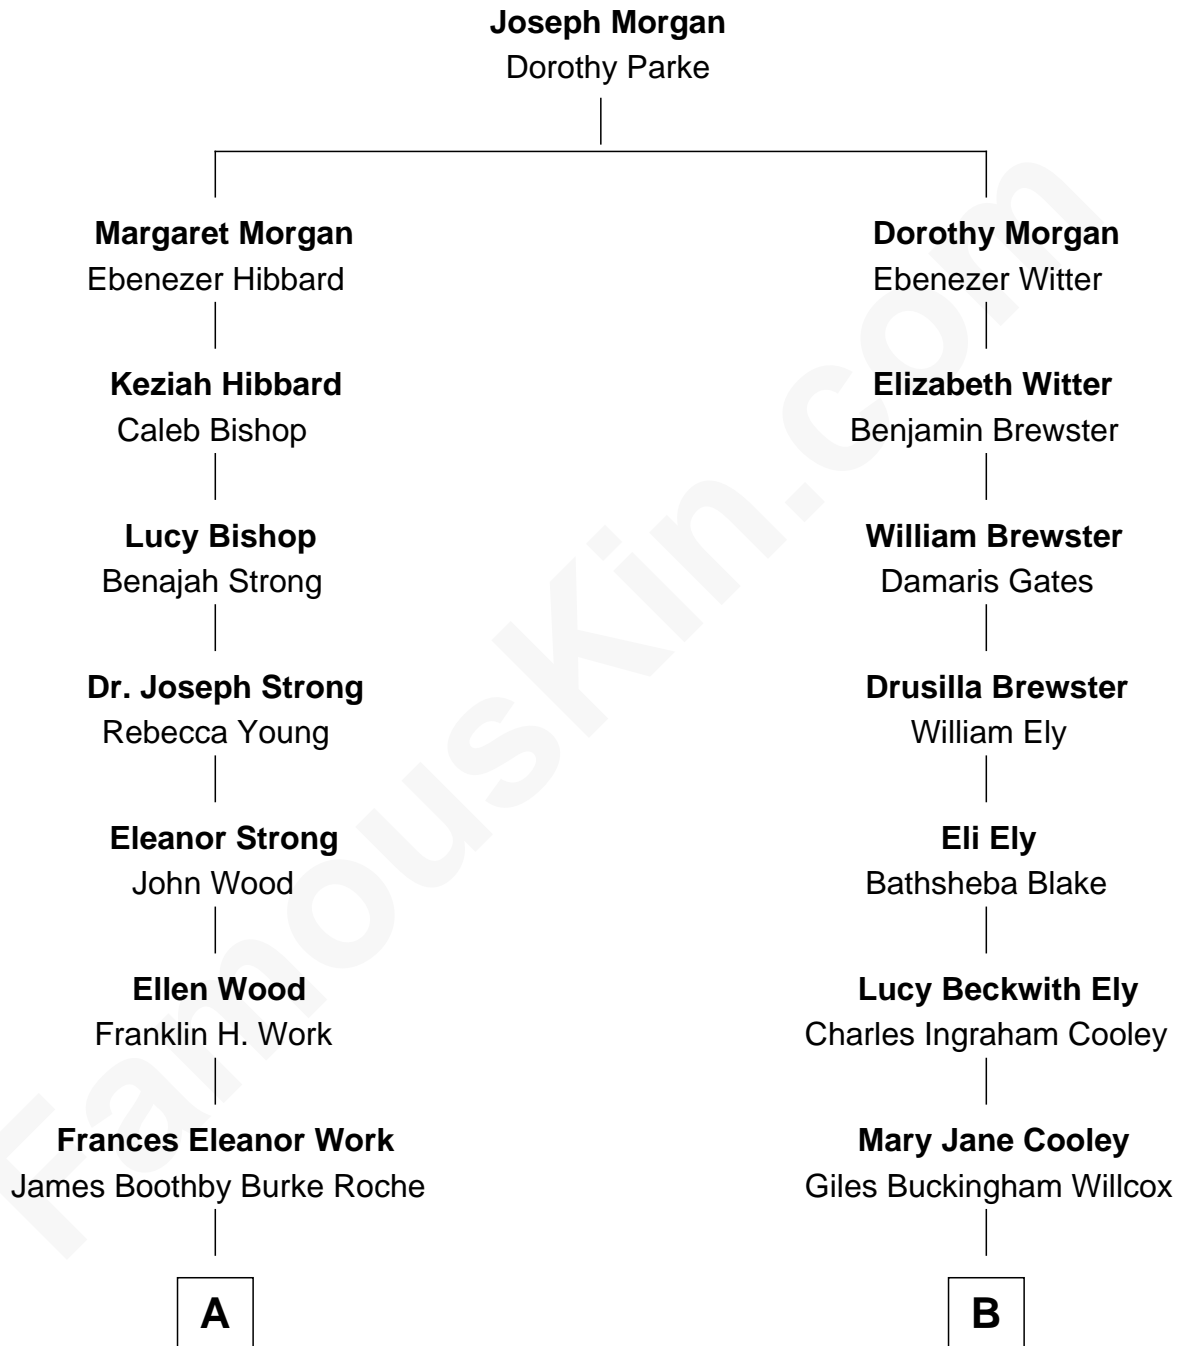 Joseph Morgan
Dorothy Parke
Margaret Morgan
Ebenezer Hibbard
Keziah Hibbard
Caleb Bishop
Lucy Bishop
Benajah Strong
Dr. Joseph Strong
Rebecca Young
Eleanor Strong
John Wood
Ellen Wood
Franklin H. Work
Frances Eleanor Work
James Boothby Burke Roche
A
Dorothy Morgan
Ebenezer Witter
Elizabeth Witter
Benjamin Brewster
William Brewster
Damaris Gates
Drusilla Brewster
William Ely
Eli Ely
Bathsheba Blake
Lucy Beckwith Ely
Charles Ingraham Cooley
Mary Jane Cooley
Giles Buckingham Willcox
B
FamousKin.com